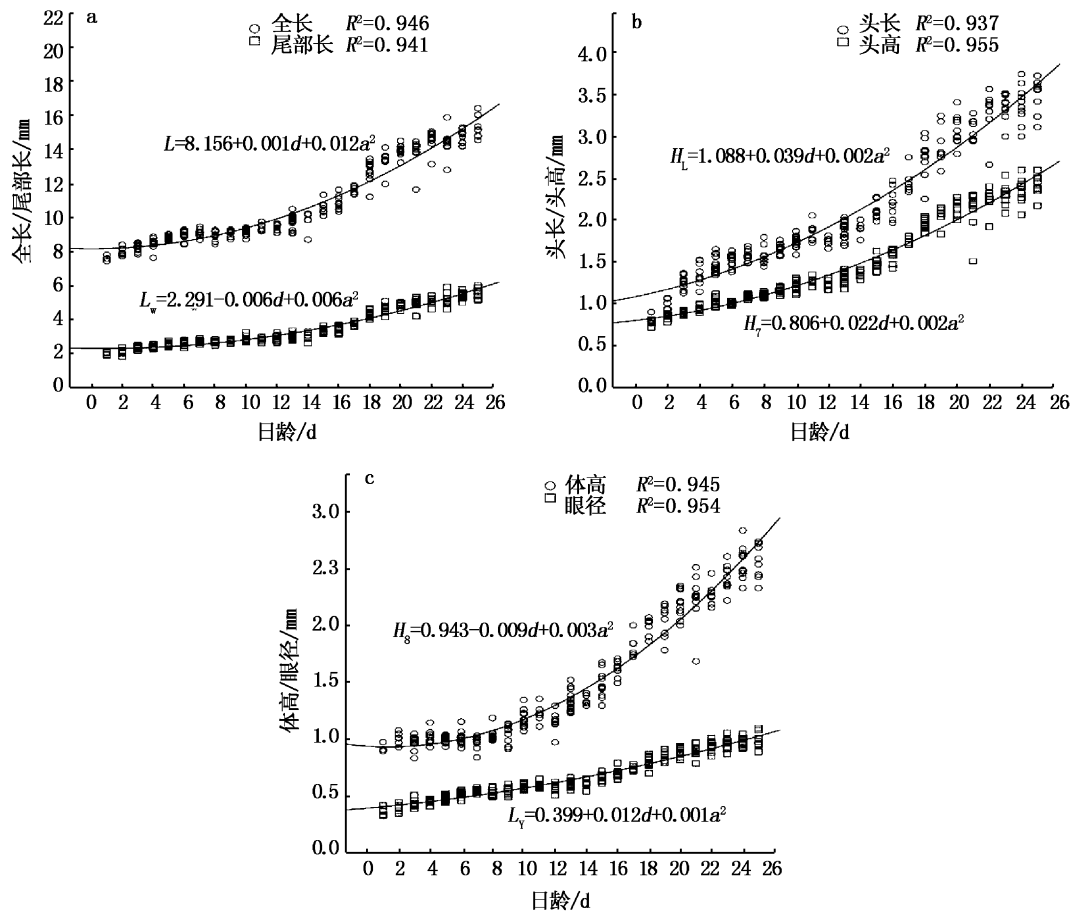 a
全长 R²=0.946
尾部长 R²=0.941
22
20
18
16
14
12
10
8
6
4
2
0
全长/尾部长/mm
L=8.156+0.001d+0.012a²
Lw=2.291-0.006d+0.006a²
0 2 4 6 8 10 12 14 16 18 20 22 24 26
日龄/d
b
头长 R²=0.937
头高 R²=0.955
4.0
3.5
3.0
2.5
2.0
1.5
1.0
0.5
0.0
头长/头高/mm
HL=1.088+0.039d+0.002a²
H7=0.806+0.022d+0.002a²
0 2 4 6 8 10 12 14 16 18 20 22 24 26
日龄/d
c
体高 R²=0.945
眼径 R²=0.954
3.0
2.3
2.0
1.5
1.0
0.5
0.0
体高/眼径/mm
H8=0.943-0.009d+0.003a²
LY=0.399+0.012d+0.001a²
0 2 4 6 8 10 12 14 16 18 20 22 24 26
日龄/d